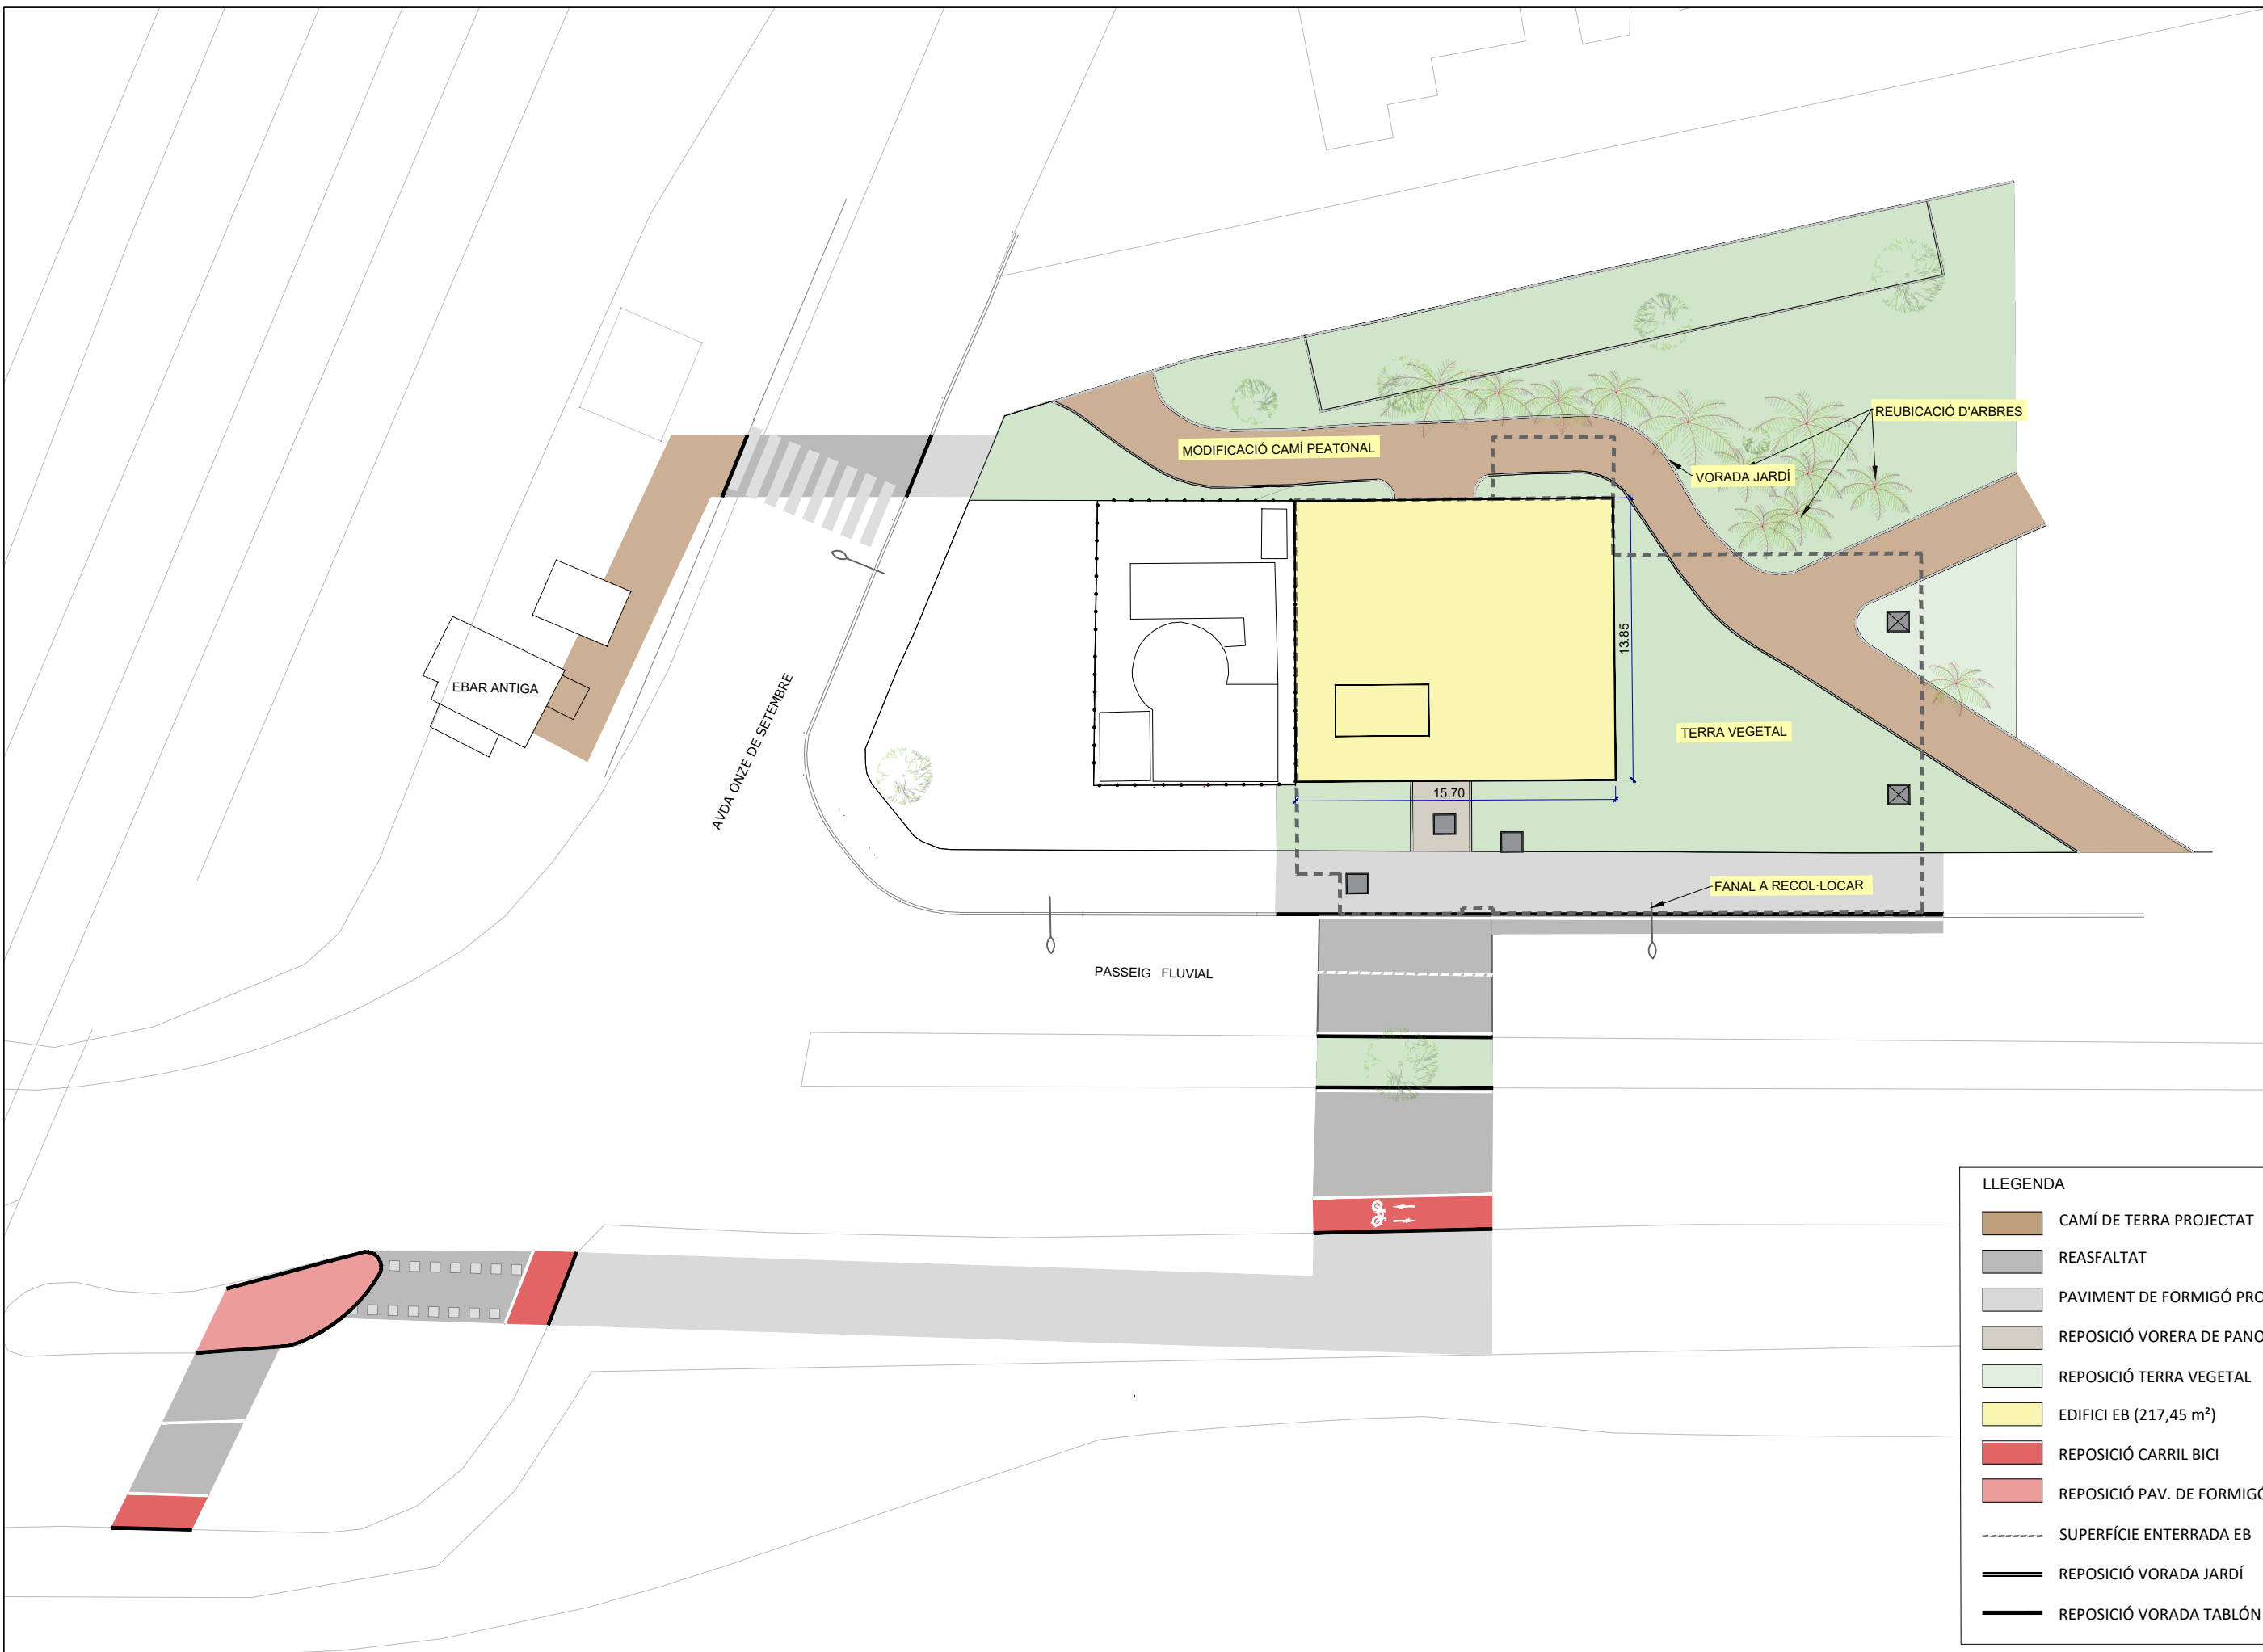 REUBICACIÓ D'ARBRES
MODIFICACIÓ CAMÍ PEATONAL
VORADA JARDÍ
13.85
EBAR ANTIGA
AVDA ONZE DE SETEMBRE
TERRA VEGETAL
15.70
FANAL A RECOL·LOCAR
PASSEIG FLUVIAL
LLEGENDA
CAMÍ DE TERRA PROJECTAT
REASFALTAT
PAVIMENT DE FORMIGÓ PRO
REPOSICIÓ VORERA DE PANO
REPOSICIÓ TERRA VEGETAL
EDIFICI EB (217,45 m²)
REPOSICIÓ CARRIL BICI
REPOSICIÓ PAV. DE FORMIGÓ
SUPERFÍCIE ENTERRADA EB
REPOSICIÓ VORADA JARDÍ
REPOSICIÓ VORADA TABLÓN